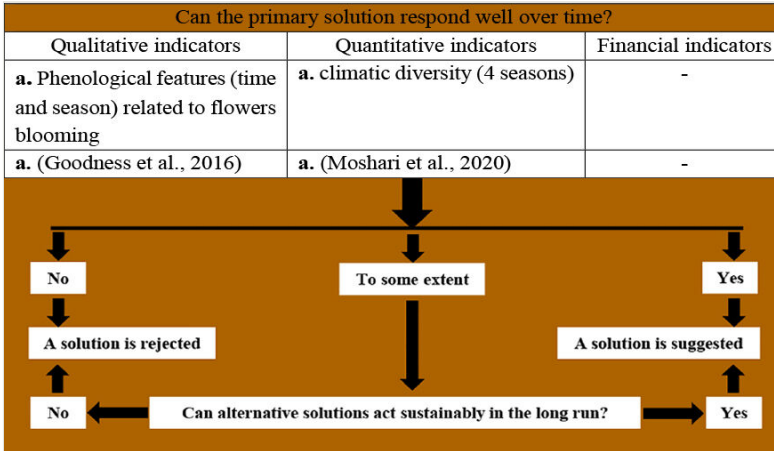 Can the primary solution respond well over time?
Qualitative indicators Quantitative indicators Financial indicators
a. Phenological features (time
and season) related to flowers
blooming
a. climatic diversity (4 seasons)
-
a. (Goodness et al., 2016) a. (Moshari et al., 2020) -
No To some extent Yes
A solution is rejected A solution is suggested
No Can alternative solutions act sustainably in the long run? Yes